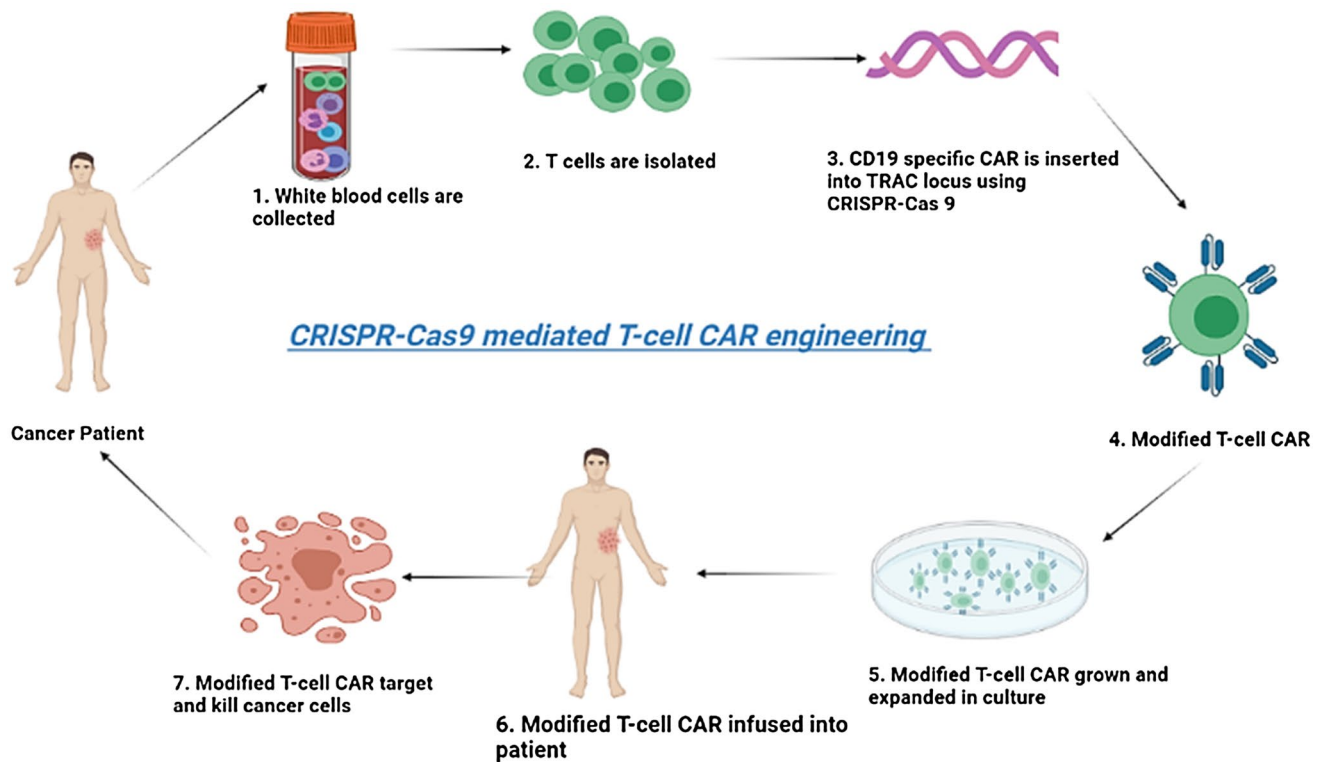 1. White blood cells are
collected
2. T cells are isolated
3. CD19 specific CAR is inserted
into TRAC locus using
CRISPR-Cas 9
CRISPR-Cas9 mediated T-cell CAR engineering
Cancer Patient
4. Modified T-cell CAR
5. Modified T-cell CAR grown and
expanded in culture
6. Modified T-cell CAR infused into
patient
7. Modified T-cell CAR target
and kill cancer cells